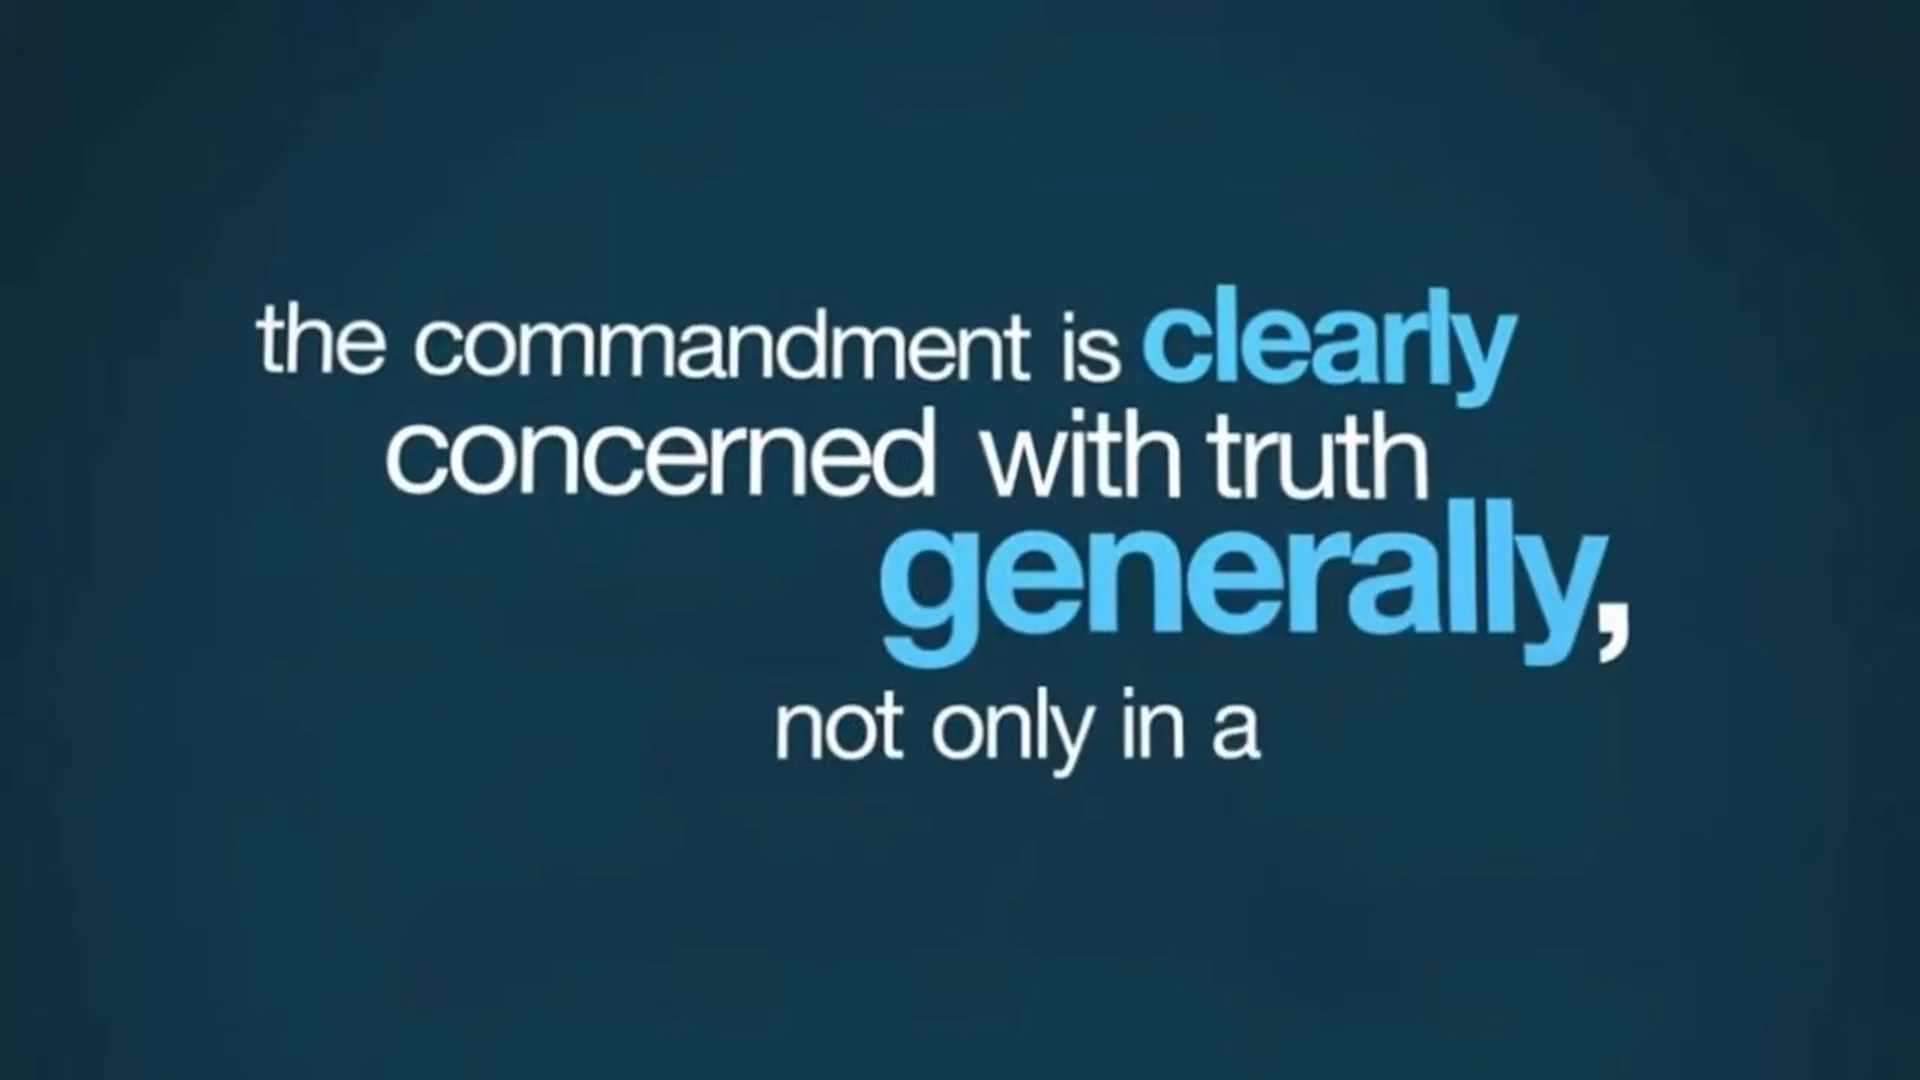 the commandment is clearly
concerned with truth
generally,
not only in a